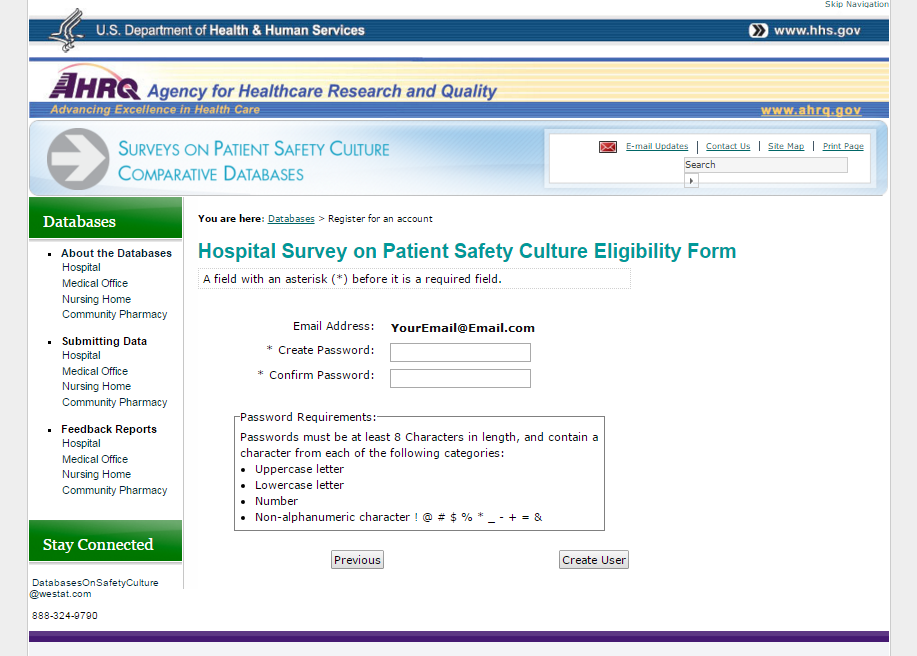 Skip Navigation
U.S. Department of Health & Human Services
www.hhs.gov
AHRQ Agency for Healthcare Research and Quality
Advancing Excellence in Health Care
www.ahrq.gov
SURVEYS ON PATIENT SAFETY CULTURE
COMPARATIVE DATABASES
E-mail Updates | Contact Us | Site Map | Print Page
Search
Databases
About the Databases
Hospital
Medical Office
Nursing Home
Community Pharmacy
Submitting Data
Hospital
Medical Office
Nursing Home
Community Pharmacy
Feedback Reports
Hospital
Medical Office
Nursing Home
Community Pharmacy
Stay Connected
DatabasesOnSafetyCulture
@westat.com
888-324-9790
You are here: Databases > Register for an account
Hospital Survey on Patient Safety Culture Eligibility Form
A field with an asterisk (*) before it is a required field.
Email Address: YourEmail@Email.com
* Create Password:
* Confirm Password:
Password Requirements:
Passwords must be at least 8 Characters in length, and contain a
character from each of the following categories:
• Uppercase letter
• Lowercase letter
• Number
• Non-alphanumeric character ! @ # $ % * _ - + = &
Previous
Create User